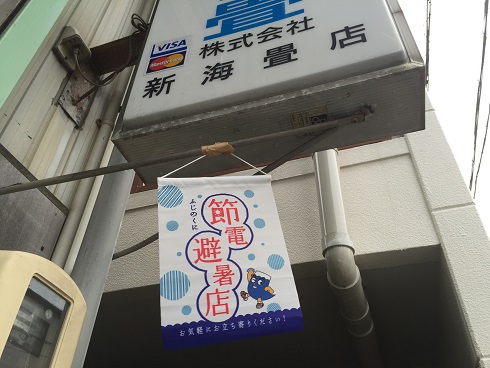 畳
VISA
MasterCard
株式会社
新海畳店
ふじのくに
節電
避暑店
お気軽にお立ち寄りください!